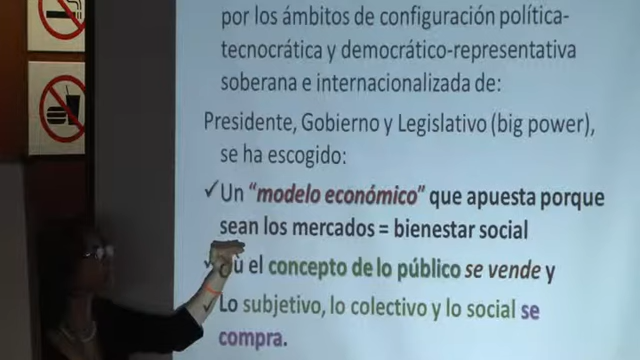 por los ámbitos de configuración política-
tecnocrática y democrático-representativa
soberana e internacionalizada de:
Presidente, Gobierno y Legislativo (big power),
se ha escogido:
✓Un "modelo económico" que apuesta porque
sean los mercados = bienestar social
el concepto de lo público se vende y
✓Lo subjetivo, lo colectivo y lo social se
compra.